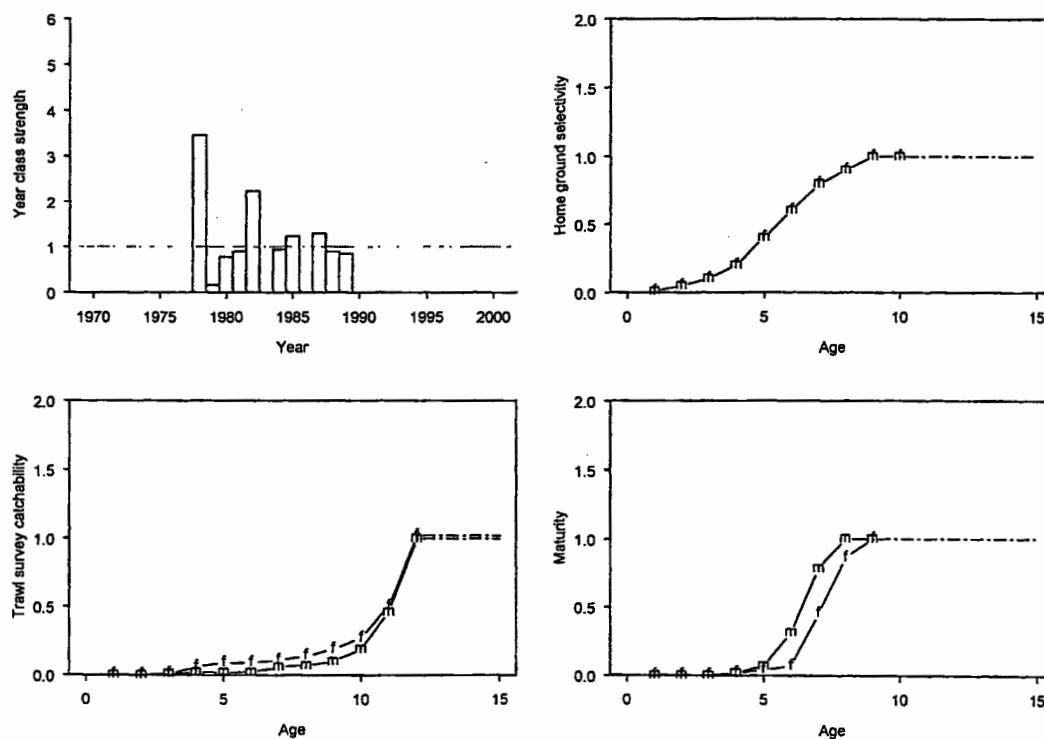 Year class strength
6
5
4
3
2
1
0
1970 1975 1980 1985 1990 1995 2000
Year
Home ground selectivity
2.0
1.5
1.0
0.5
0.0
0 5 10 15
Age
Trawl survey catchability
2.0
1.5
1.0
0.5
0.0
0 5 10 15
Age
Maturity
2.0
1.5
1.0
0.5
0.0
0 5 10 15
Age